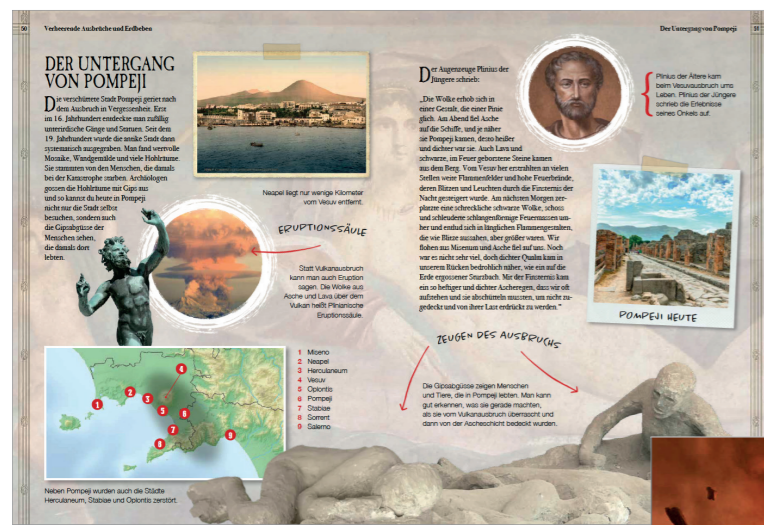 50
Verheerende Ausbrüche und Erdbeben
DER UNTERGANG
VON POMPEJI
Die verschüttete Stadt Pompeji geriet nach
dem Ausbruch in Vergessenheit. Erst
im 16. Jahrhundert entdeckte man zufällig
unterirdische Gänge und Statuen. Seit dem
19. Jahrhundert wurde die antike Stadt dann
systematisch ausgegraben. Man fand wertvolle
Mosaike, Wandgemälde und viele Hohlräume.
Sie stammten von den Menschen, die damals
bei der Katastrophe starben. Archäologen
gossen die Hohlräume mit Gips aus
und so kannst du heute in Pompeji
nicht nur die Stadt selbst
besuchen, sondern auch
die Gipsabgüsse der
Menschen sehen,
die damals dort
lebten.
Neapel liegt nur wenige Kilometer
vom Vesuv entfernt.
ERUPTIONSSÄULE
Statt Vulkanausbruch
kann man auch Eruption
sagen. Die Wolke aus
Asche und Lava über dem
Vulkan heißt Plinianische
Eruptionssäule.
1 2 3 4 5 6 7 8 9
1 Miseno
2 Neapel
3 Herculaneum
4 Vesuv
5 Oplontis
6 Pompeji
7 Stabiae
8 Sorrent
9 Salerno
Neben Pompeji wurden auch die Städte
Herculaneum, Stabiae und Oplontis zerstört.
Der Untergang von Pompeji
51
Der Augenzeuge Plinius der
Jüngere schrieb:
„Die Wolke erhob sich in
einer Gestalt, die einer Pinie
glich. Am Abend fiel Asche
auf die Schiffe, und je näher
sie Pompeji kamen, desto heißer
und dichter war sie. Auch Lava und
schwarze, im Feuer geborstene Steine kamen
aus dem Berg. Vom Vesuv her erstrahlten an vielen
Stellen weite Flammenfelder und hohe Feuerbrände,
deren Blitzen und Leuchten durch die Finsternis der
Nacht gesteigert wurde. Am nächsten Morgen zer-
platzte eine schreckliche schwarze Wolke, schoss
und schleuderte schlangenförmige Feuermassen um-
her und entlud sich in länglichen Flammengestalten,
die wie Blitze aussahen, aber größer waren. Wir
flohen aus Misenum und Asche fiel auf uns. Noch
war es nicht sehr viel, doch dichter Qualm kam in
unserem Rücken bedrohlich näher, wie ein auf die
Erde ergossener Sturzbach. Mit der Finsternis kam
ein so heftiger und dichter Ascheregen, dass wir oft
aufstehen und sie abschütteln mussten, um nicht zu-
gedeckt und von ihrer Last erdrückt zu werden.“
Plinius der Ältere kam
beim Vesuvausbruch ums
Leben. Plinius der Jüngere
schrieb die Erlebnisse
seines Onkels auf.
POMPEJI HEUTE
ZEUGEN DES AUSBRUCHS
Die Gipsabgüsse zeigen Menschen
und Tiere, die in Pompeji lebten. Man kann
gut erkennen, was sie gerade machten,
als sie vom Vulkanausbruch überrascht und
dann von der Ascheschicht bedeckt wurden.